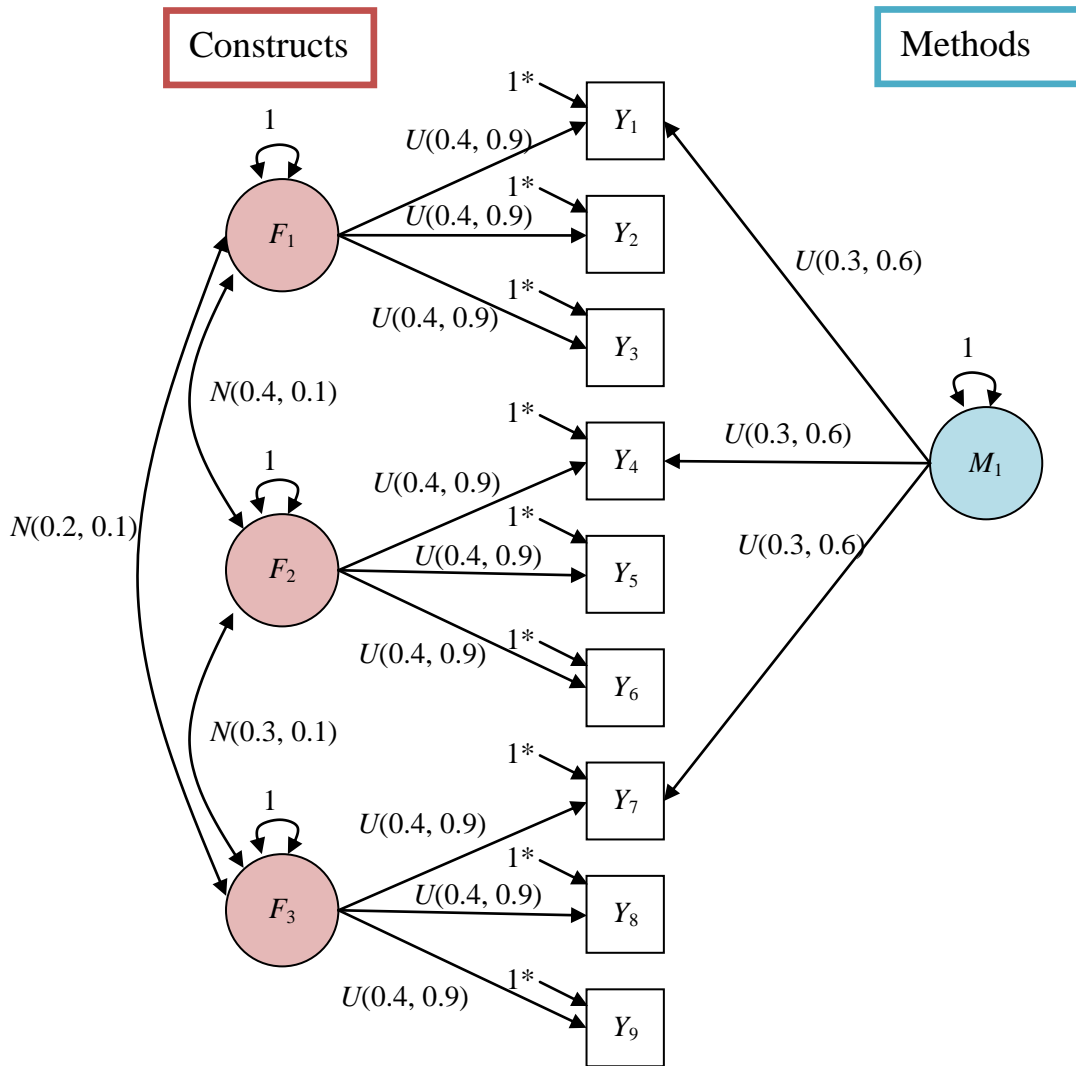 Constructs
Methods
1*
Y1
1
U(0.4, 0.9)
1*
U(0.4, 0.9)
F1
Y2
U(0.3, 0.6)
1*
U(0.4, 0.9)
Y3
1
N(0.4, 0.1)
1*
U(0.3, 0.6)
Y4
M1
1
U(0.4, 0.9)
N(0.2, 0.1)
1*
U(0.3, 0.6)
U(0.4, 0.9)
F2
Y5
1*
U(0.4, 0.9)
Y6
N(0.3, 0.1)
1*
1
Y7
U(0.4, 0.9)
1*
U(0.4, 0.9)
F3
Y8
1*
U(0.4, 0.9)
Y9